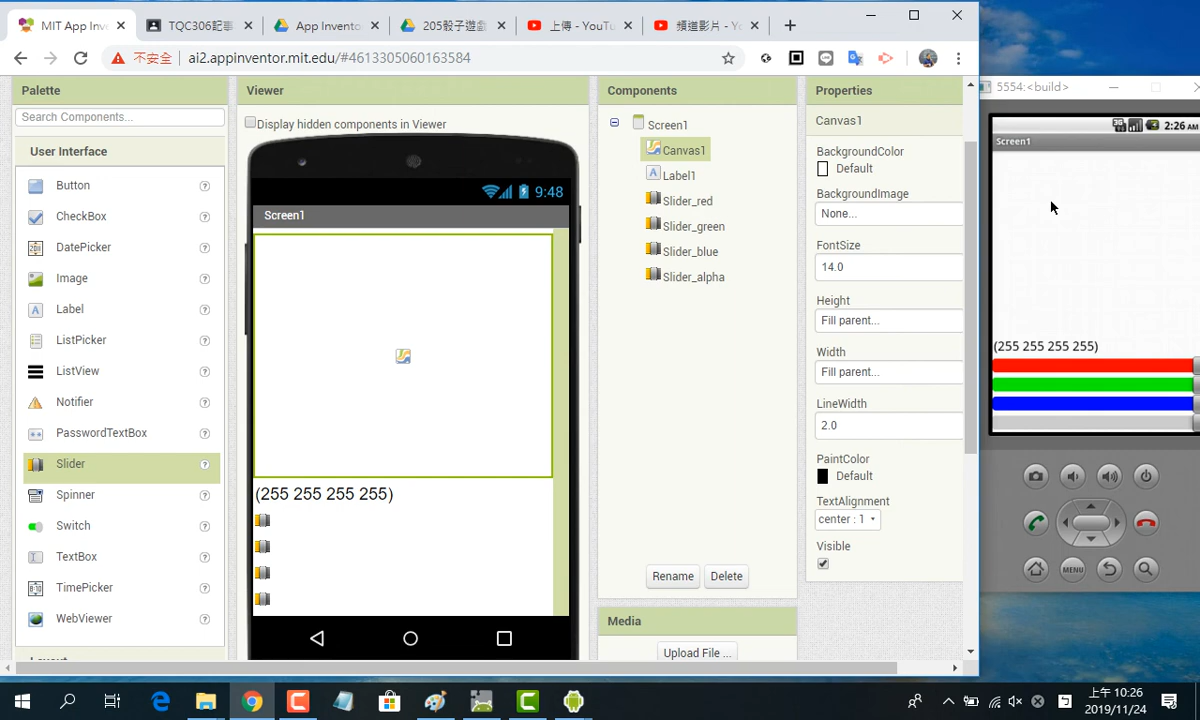 MIT App Inve
TQC306記事
App Invento
205骰子遊戲
上傳 - YouTu
頻道影片 - Yo
不安全
ai2.appinventor.mit.edu/#4613305060163584
5554:<build>
Palette
Viewer
Components
Properties
Search Components...
Display hidden components in Viewer
User Interface
Button
CheckBox
DatePicker
Image
Label
ListPicker
ListView
Notifier
PasswordTextBox
Slider
Spinner
Switch
TextBox
TimePicker
WebViewer
9:48
Screen1
(255 255 255 255)
Screen1
Canvas1
Label1
Slider_red
Slider_green
Slider_blue
Slider_alpha
Rename
Delete
Media
Upload File ...
Canvas1
BackgroundColor
Default
BackgroundImage
None...
FontSize
14.0
Height
Fill parent...
Width
Fill parent...
LineWidth
2.0
PaintColor
Default
TextAlignment
center : 1
Visible
2:26 AM
Screen1
(255 255 255 255)
MENU
上午 10:26
2019/11/24